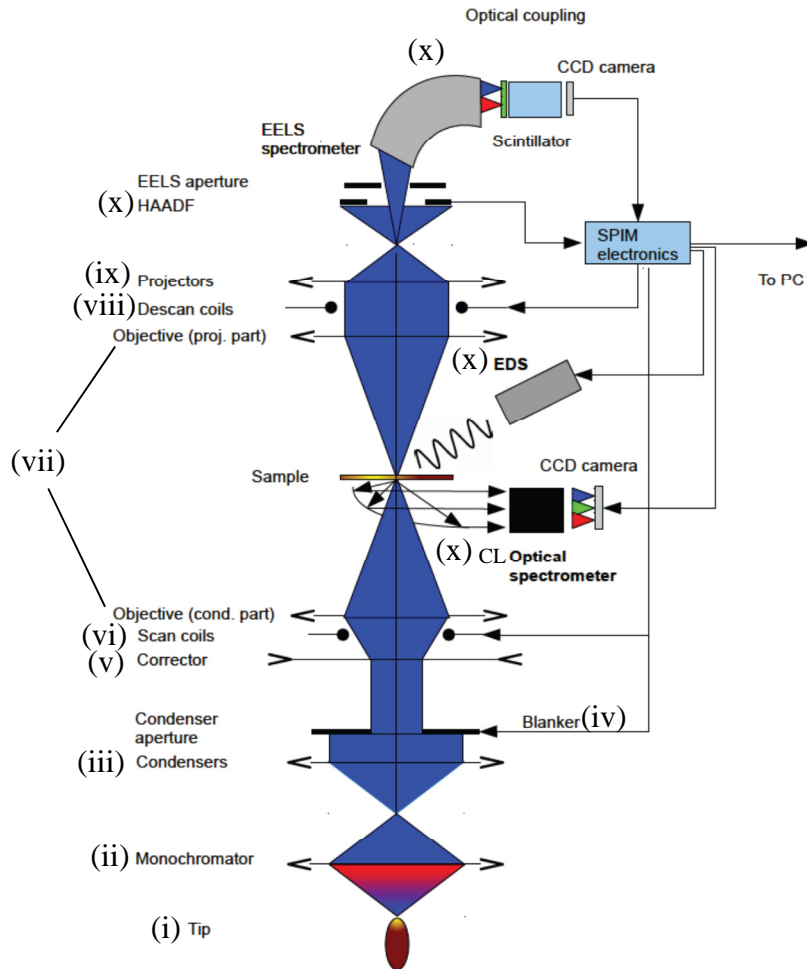 Optical coupling
(x)
CCD camera
EELS
spectrometer
Scintillator
EELS aperture
(x) HAADF
SPIM
electronics
To PC
(ix) Projectors
(viii) Descan coils
Objective (proj. part)
(x) EDS
(vii)
Sample
CCD camera
(x) CL Optical
spectrometer
Objective (cond. part)
(vi) Scan coils
(v) Corrector
Condenser
aperture
Blanker (iv)
(iii) Condensers
(ii) Monochromator
(i) Tip